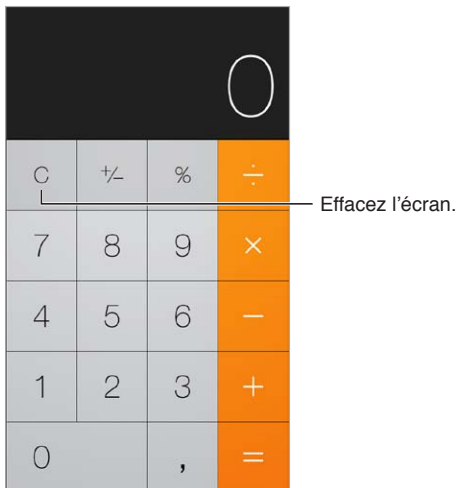 0
C +/− % ÷
Effacez l’écran.
7 8 9 ×
4 5 6 −
1 2 3 +
0 , =